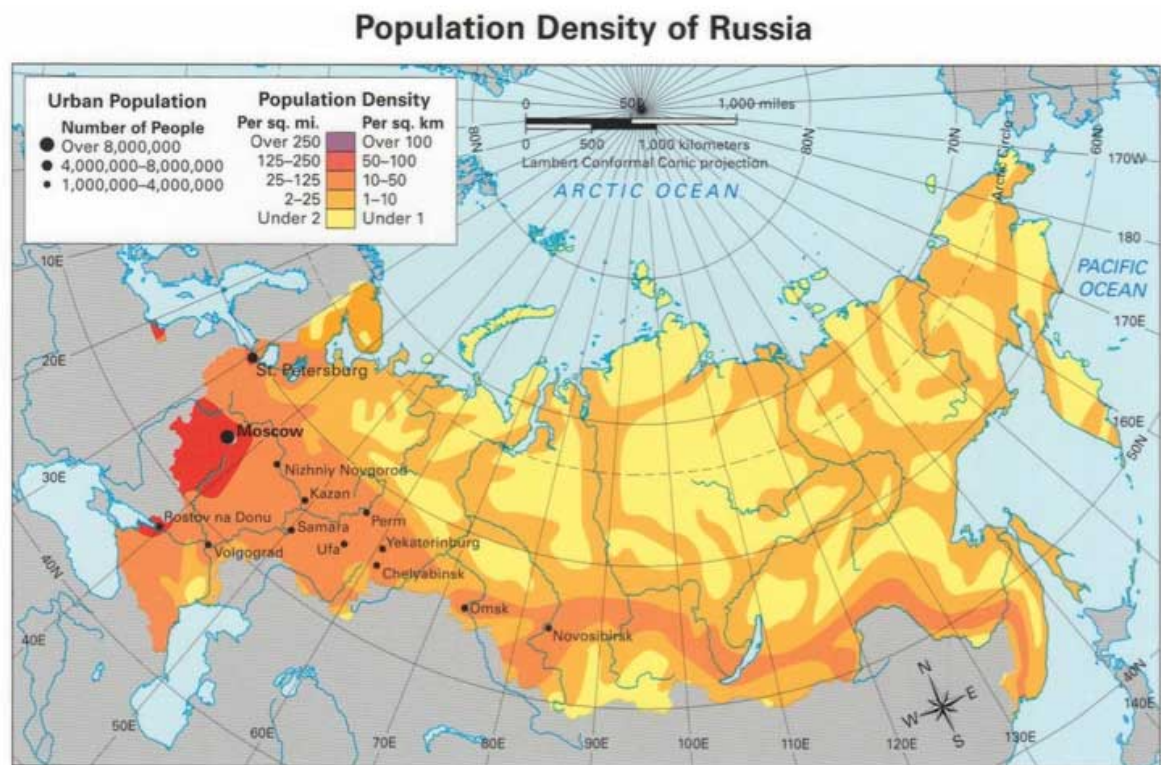 Population Density of Russia
Urban Population
Number of People
Over 8,000,000
4,000,000–8,000,000
1,000,000–4,000,000
Population Density
Per sq. mi.
Per sq. km
Over 250
Over 100
125–250
50–100
25–125
10–50
2–25
1–10
Under 2
Under 1
0 500 1,000 miles
0 500 1,000 kilometers
Lambert Conformal Conic projection
ARCTIC OCEAN
PACIFIC
OCEAN
Arctic Circle
80N
80N
70N
60N
170W
180
170E
160E
50N
40N
140E
130E
120E
110E
100E
90E
80E
70E
60E
50E
40E
40N
30E
20E
10E
St. Petersburg
Moscow
Nizhniy Novgorod
Kazan
Rostov na Donu
Samara
Perm
Volgograd
Ufa
Yekaterinburg
Chelyabinsk
Omsk
Novosibirsk
N
E
W
S